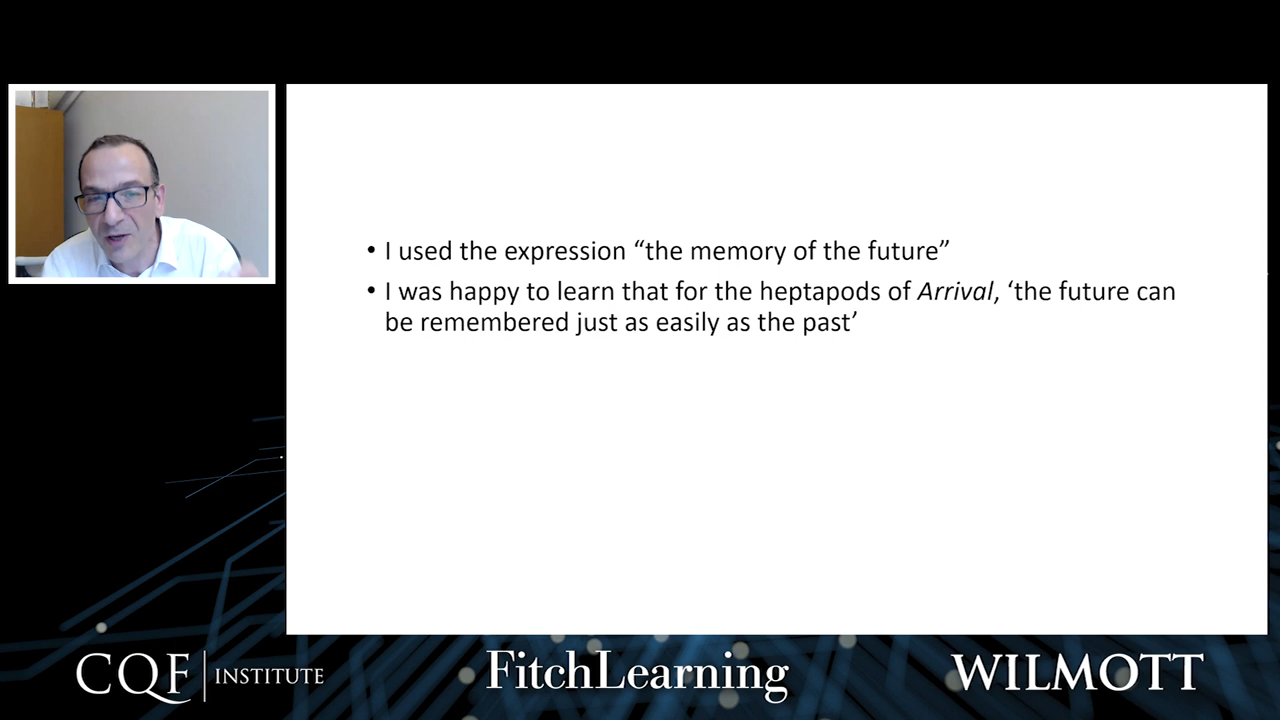 • I used the expression “the memory of the future”
• I was happy to learn that for the heptapods of Arrival, ‘the future can
be remembered just as easily as the past’
CQF INSTITUTE
FitchLearning
WILMOTT